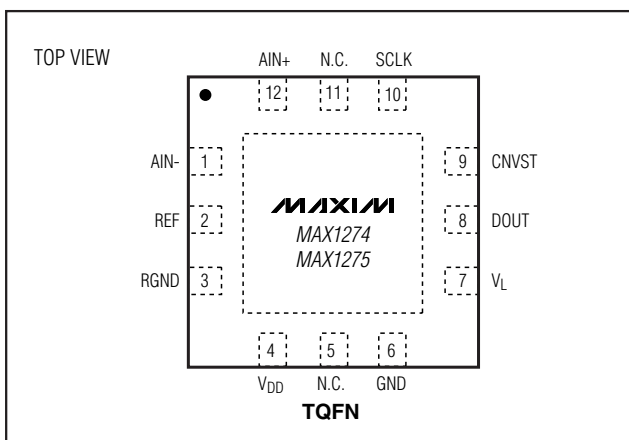 TOP VIEW
AIN+ N.C. SCLK
12 11 10
AIN- 1
9 CNVST
REF 2
MAXIM
MAX1274
MAX1275
8 DOUT
RGND 3
7 VL
4 5 6
VDD N.C. GND
TQFN